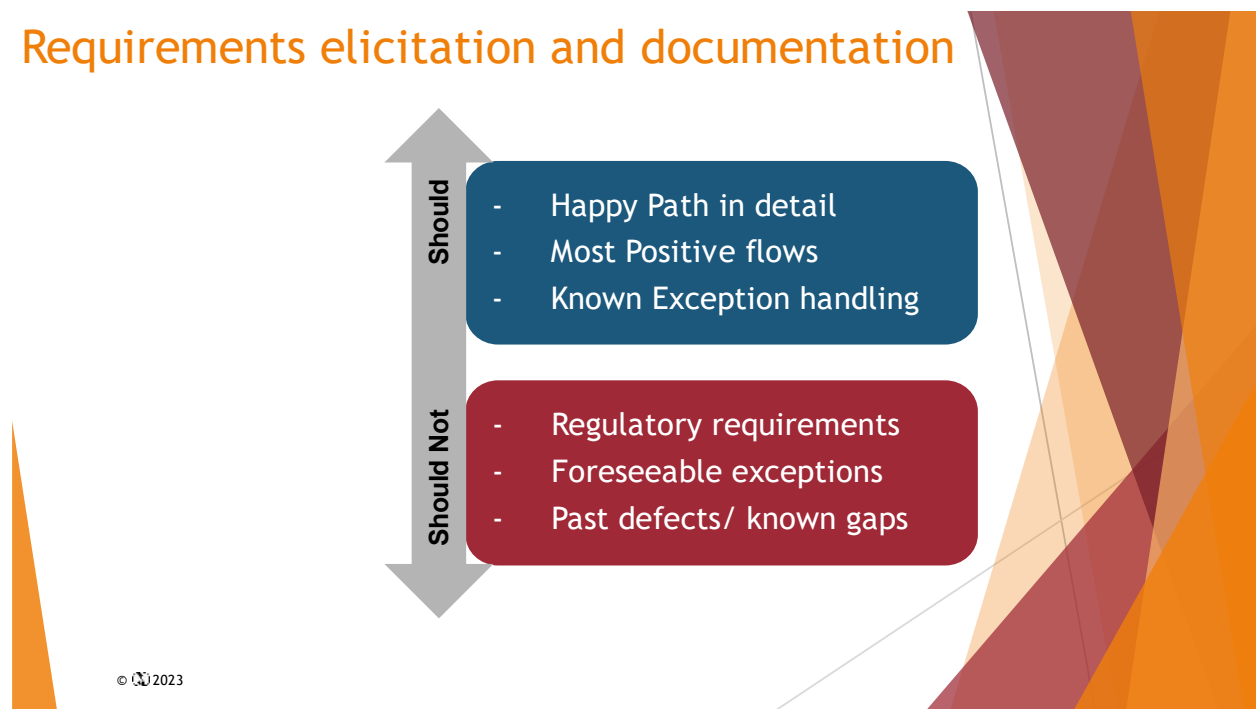 Requirements elicitation and documentation
Should
- Happy Path in detail
- Most Positive flows
- Known Exception handling
Should Not
- Regulatory requirements
- Foreseeable exceptions
- Past defects/ known gaps
© 2023